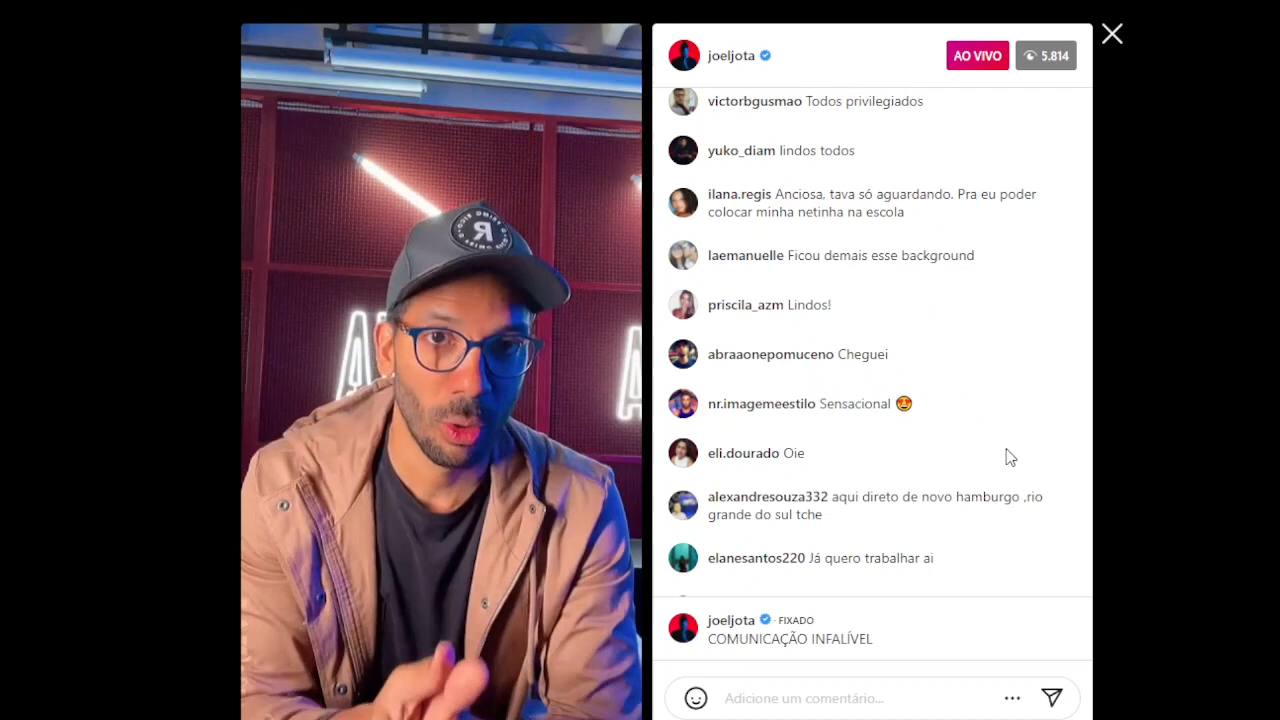 joeljota
AO VIVO
5.814
victorbgusmao Todos privilegiados
yuko_diam lindos todos
ilana.regis Anciosa, tava só aguardando. Pra eu poder
colocar minha netinha na escola
laemanuelle Ficou demais esse background
priscila_azm Lindos!
abraaonepomuceno Cheguei
nr.imagemeestilo Sensacional 😍
eli.dourado Oie
alexandresouza332 aqui direto de novo hamburgo ,rio
grande do sul tche
elanesantos220 Já quero trabalhar ai
joeljota · FIXADO
COMUNICAÇÃO INFALÍVEL
Adicione um comentário...